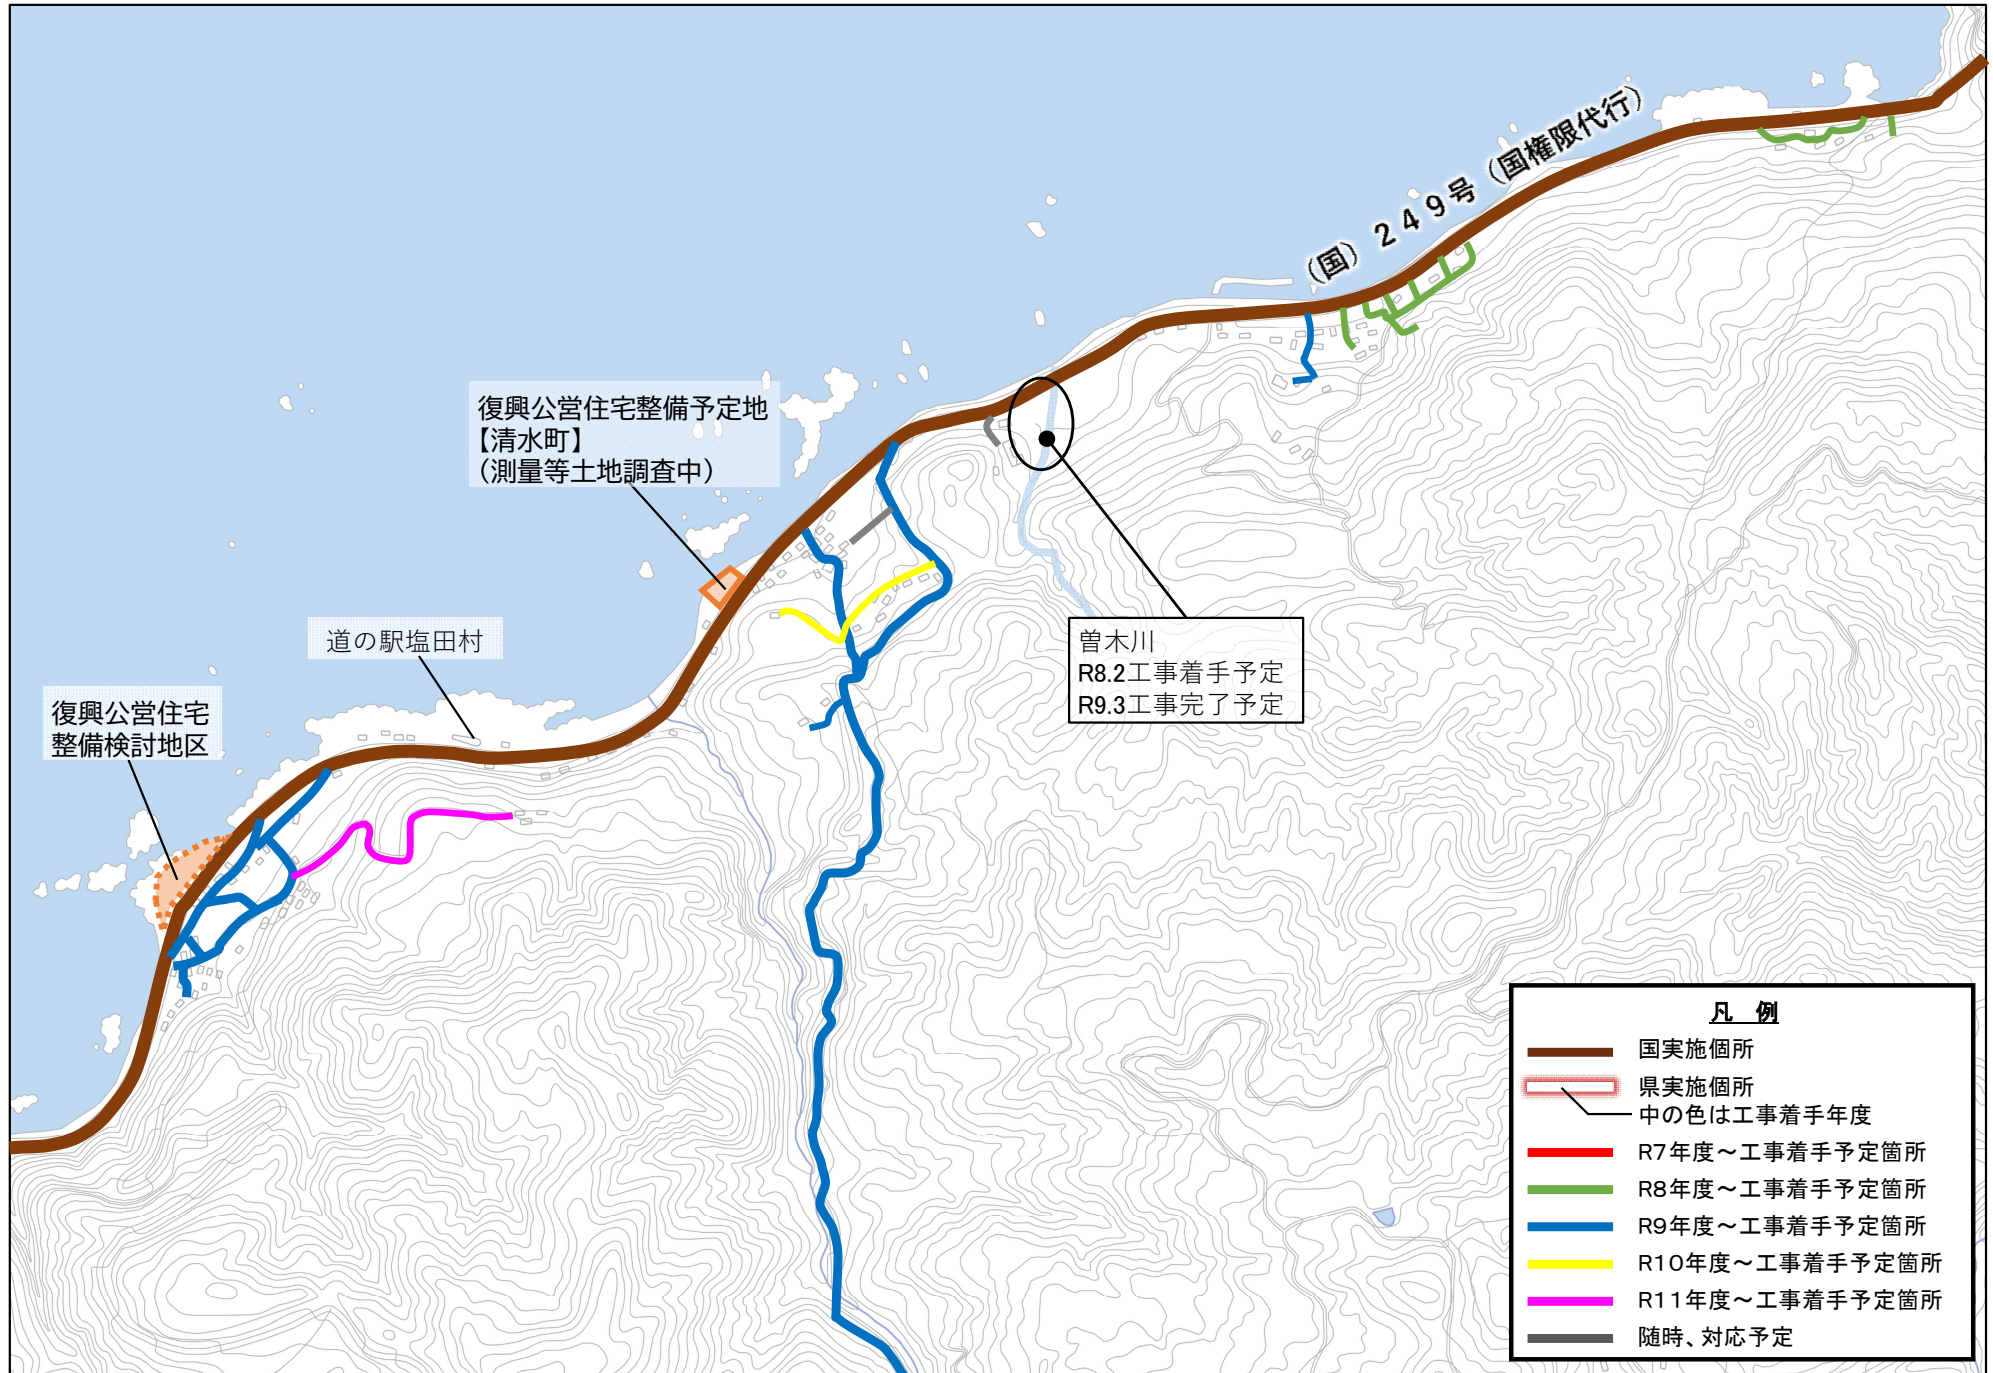 (国) 249号 (国権限代行)
復興公営住宅整備予定地
【清水町】
(測量等土地調査中)
道の駅塩田村
復興公営住宅
整備検討地区
曽木川
R8.2工事着手予定
R9.3工事完了予定
凡 例
国実施個所
県実施個所
中の色は工事着手年度
R7年度~工事着手予定箇所
R8年度~工事着手予定箇所
R9年度~工事着手予定箇所
R10年度~工事着手予定箇所
R11年度~工事着手予定箇所
随時、対応予定